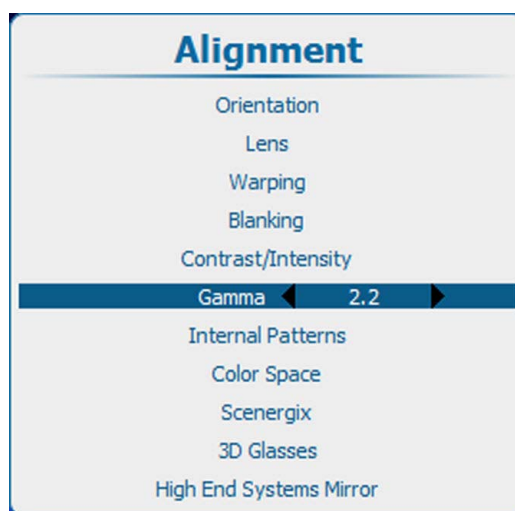 Alignment
Orientation
Lens
Warping
Blanking
Contrast/Intensity
Gamma 2.2
Internal Patterns
Color Space
Scenergix
3D Glasses
High End Systems Mirror